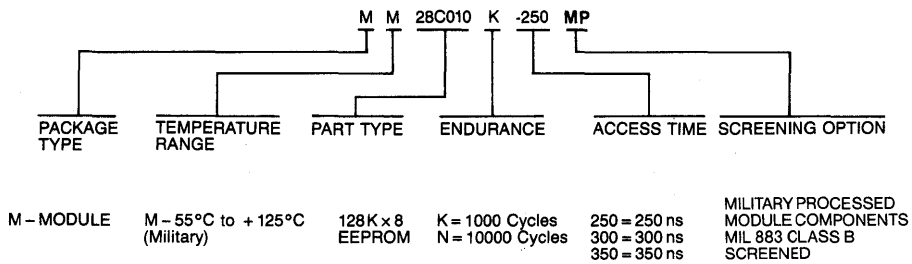 M M 28C010 K -250 MP
PACKAGE TYPE
TEMPERATURE RANGE
PART TYPE
ENDURANCE
ACCESS TIME
SCREENING OPTION
M – MODULE
M – 55°C to + 125°C
(Military)
128K x 8
EEPROM
K = 1000 Cycles
N = 10000 Cycles
250 = 250 ns
300 = 300 ns
350 = 350 ns
MILITARY PROCESSED
MODULE COMPONENTS
MIL 883 CLASS B
SCREENED